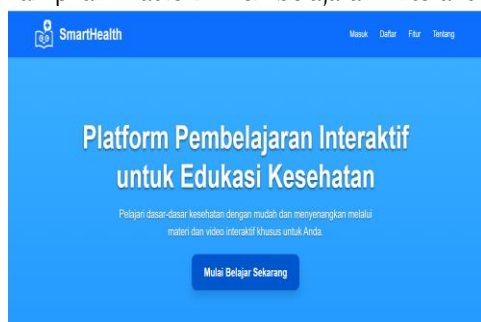 SmartHealth
Masuk Daftar Fitur Tentang
Platform Pembelajaran Interaktif
untuk Edukasi Kesehatan
Pelajari dasar-dasar kesehatan dengan mudah dan menyenangkan melalui
materi dan video interaktif khusus untuk Anda.
Mulai Belajar Sekarang